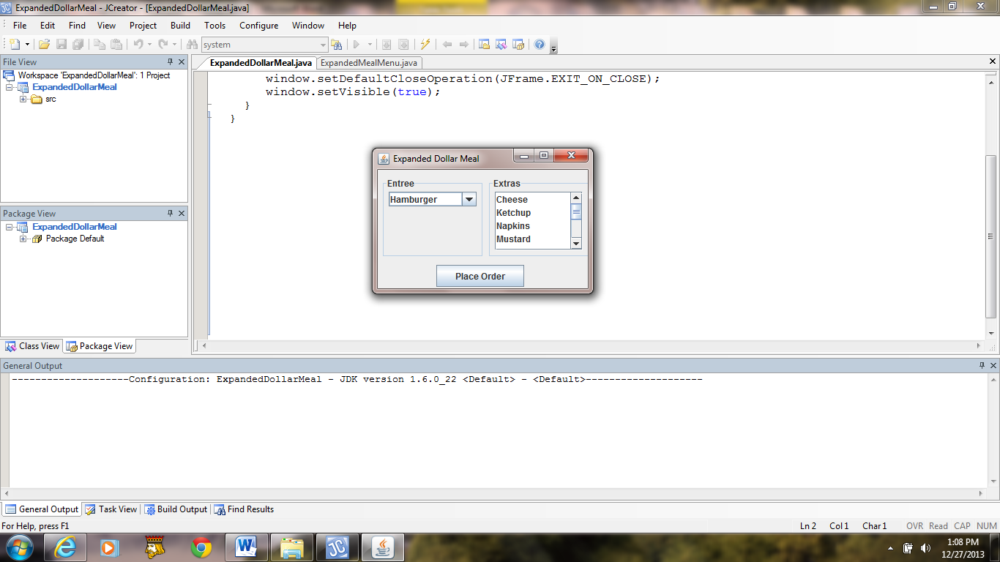 ExpandedDollarMeal - JCreator - [ExpandedDollarMeal.java]
File Edit Find View Project Build Tools Configure Window Help
system
File View
Workspace 'ExpandedDollarMeal': 1 Project
ExpandedDollarMeal
src
Package View
ExpandedDollarMeal
Package Default
Class View Package View
ExpandedDollarMeal.java ExpandedMealMenu.java
window.setDefaultCloseOperation(JFrame.EXIT_ON_CLOSE);
window.setVisible(true);
}
}
Expanded Dollar Meal
Entree
Hamburger
Extras
Cheese
Ketchup
Napkins
Mustard
Place Order
General Output
--------------------Configuration: ExpandedDollarMeal - JDK version 1.6.0_22 <Default> - <Default>--------------------
General Output Task View Build Output Find Results
For Help, press F1
Ln 2 Col 1 Char 1 OVR Read CAP NUM
1:08 PM
12/27/2013